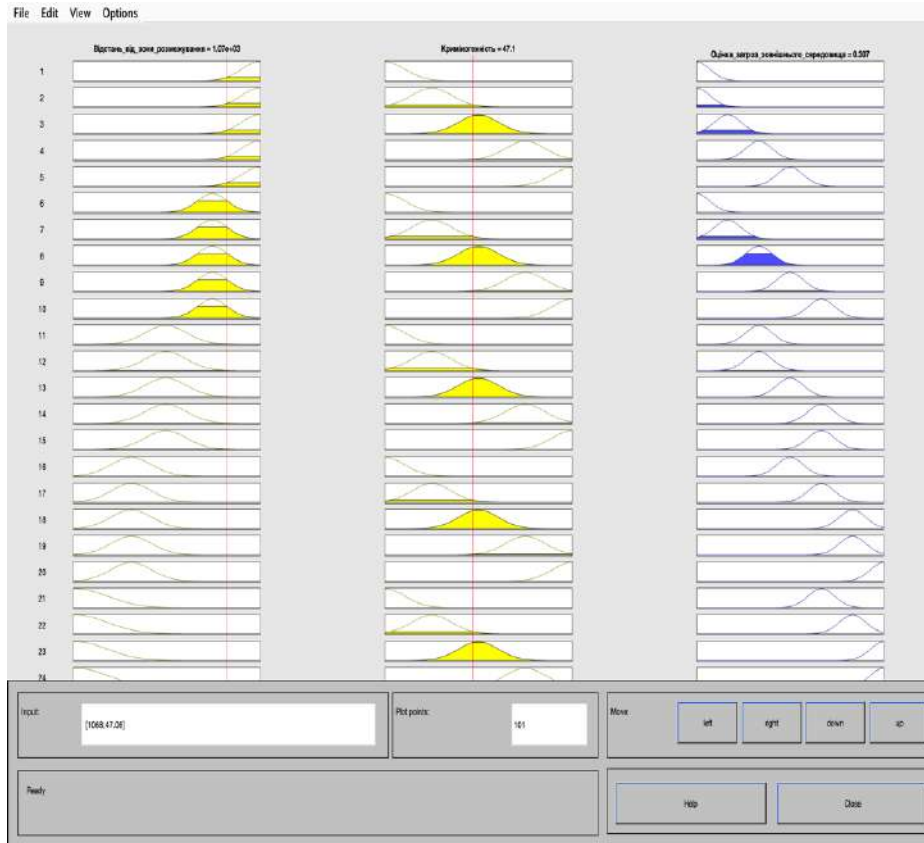 File Edit View Options
Відстань_від_зони_розмежування = 1.07e+03
Криміногенність = 47.1
Оцінка_загроз_зовнішнього_середовища = 0.307
1
2
3
4
5
6
7
8
9
10
11
12
13
14
15
16
17
18
19
20
21
22
23
24
Input:
[1068;47.06]
Plot points:
101
Move:
left
right
down
up
Ready
Help
Close